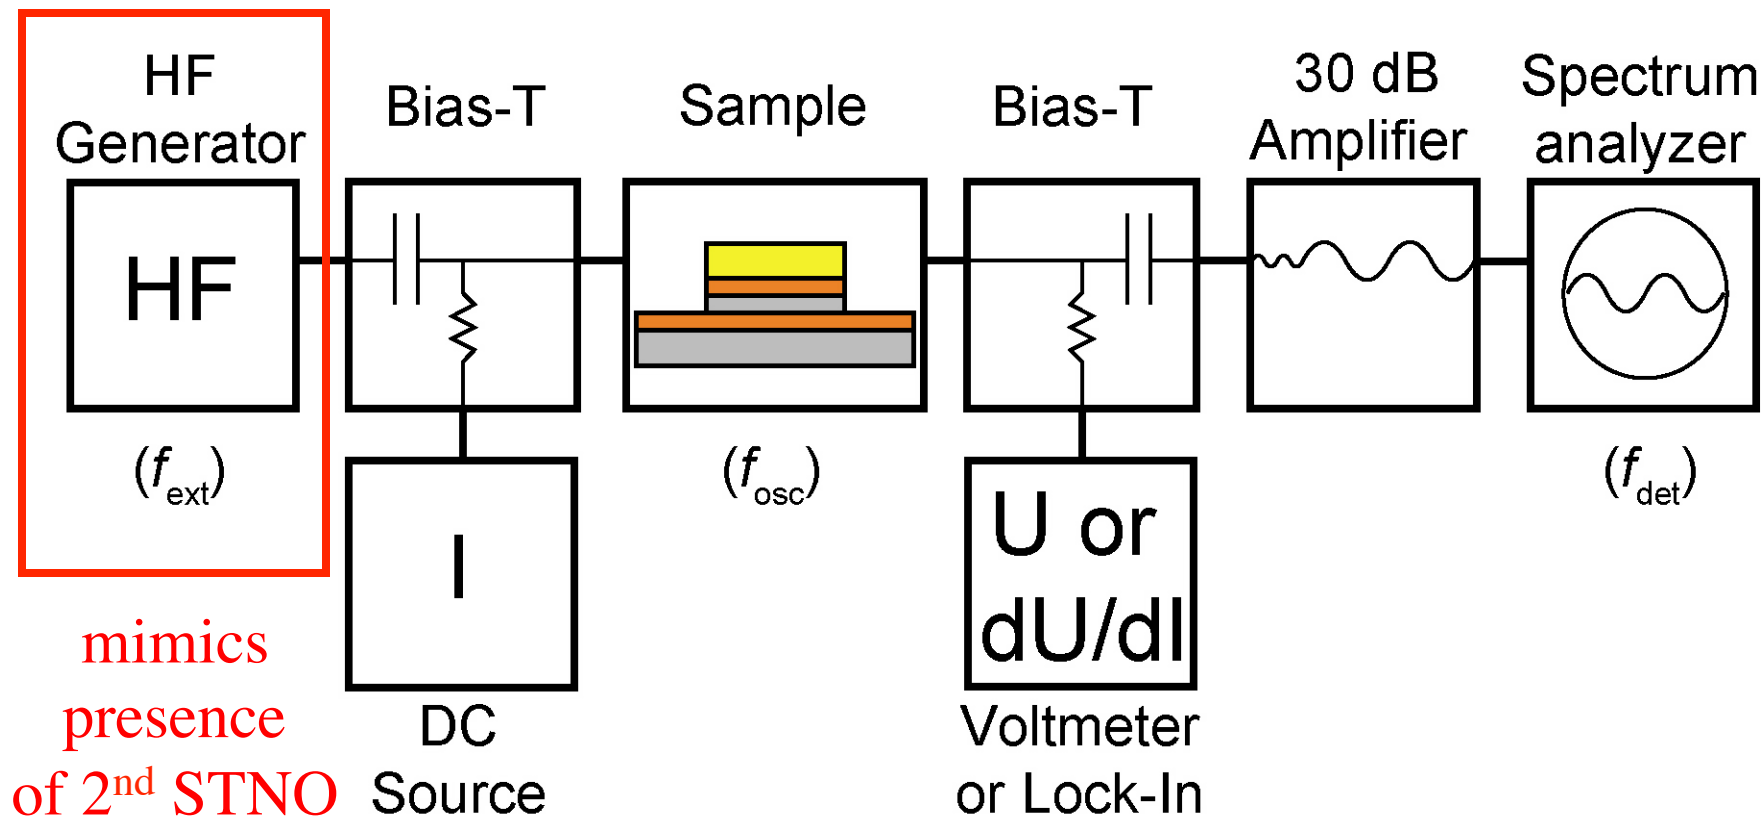 HF
Generator
HF
(fext)
mimics
presence
of 2nd STNO
Bias-T
I
DC
Source
Sample
(fosc)
Bias-T
U or
dU/dI
Voltmeter
or Lock-In
30 dB
Amplifier
Spectrum
analyzer
(fdet)